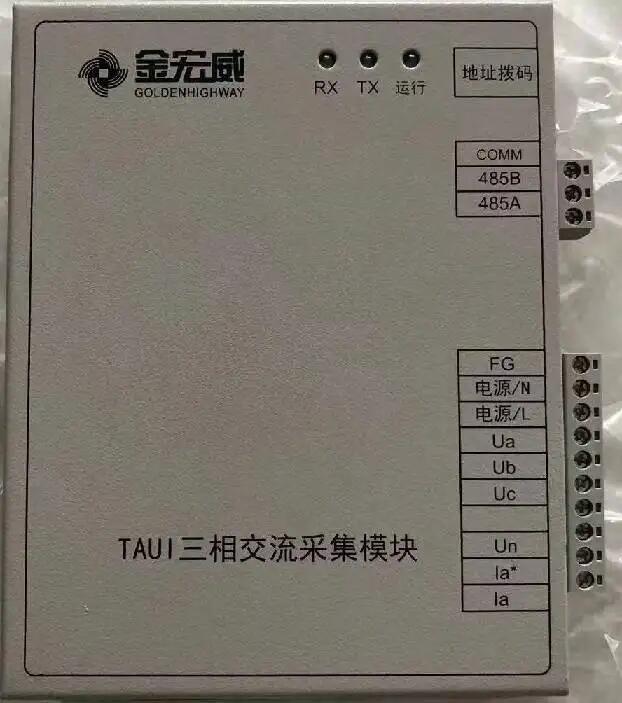 金宏威
GOLDENHIGHWAY
RX TX 运行
地址拨码
COMM
485B
485A
FG
电源/N
电源/L
Ua
Ub
Uc
Un
Ia*
Ia
TAUI三相交流采集模块